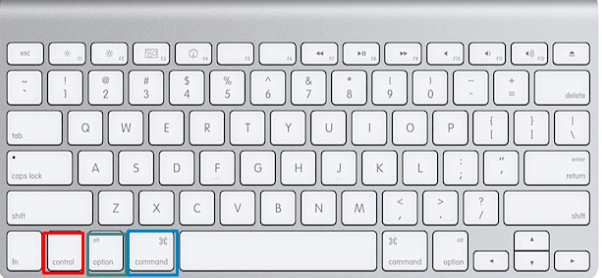 esc F1 F2 F3 F4 F5 F6 F7 F8 F9 F10 F11 F12
~ ! @ # $ % ^ & * ( ) _ +
` 1 2 3 4 5 6 7 8 9 0 - = delete
tab Q W E R T Y U I O P { } |
[ ] \
caps lock A S D F G H J K L : " enter
; ' return
shift Z X C V B N M < > ? shift
, . /
alt ⌘ ⌘ alt
fn control option command command option